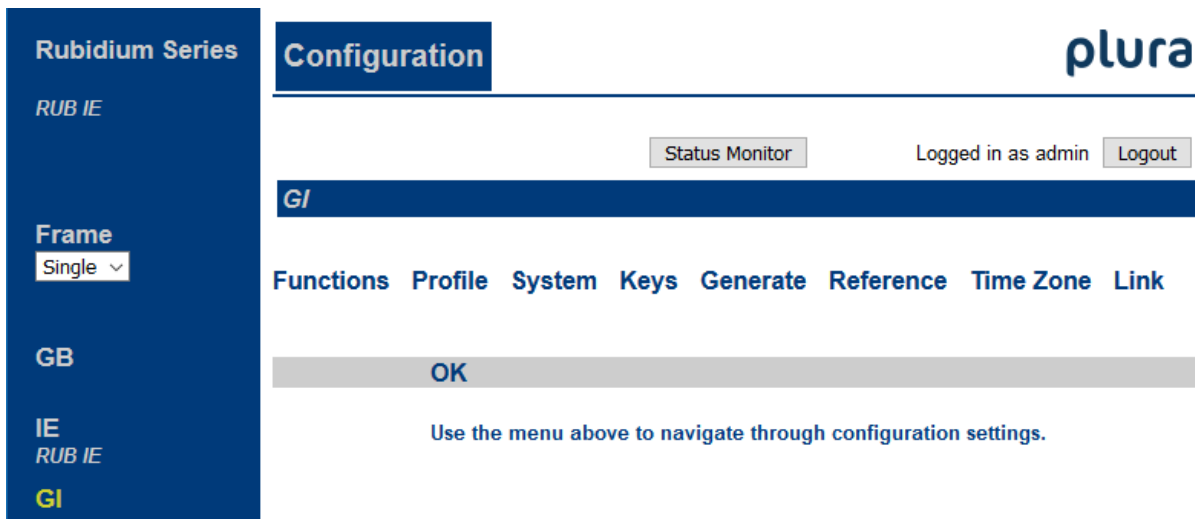 Rubidium Series
RUB IE
Frame
Single
GB
IE
RUB IE
GI
Configuration
plura
Status Monitor Logged in as admin Logout
GI
Functions Profile System Keys Generate Reference Time Zone Link
OK
Use the menu above to navigate through configuration settings.